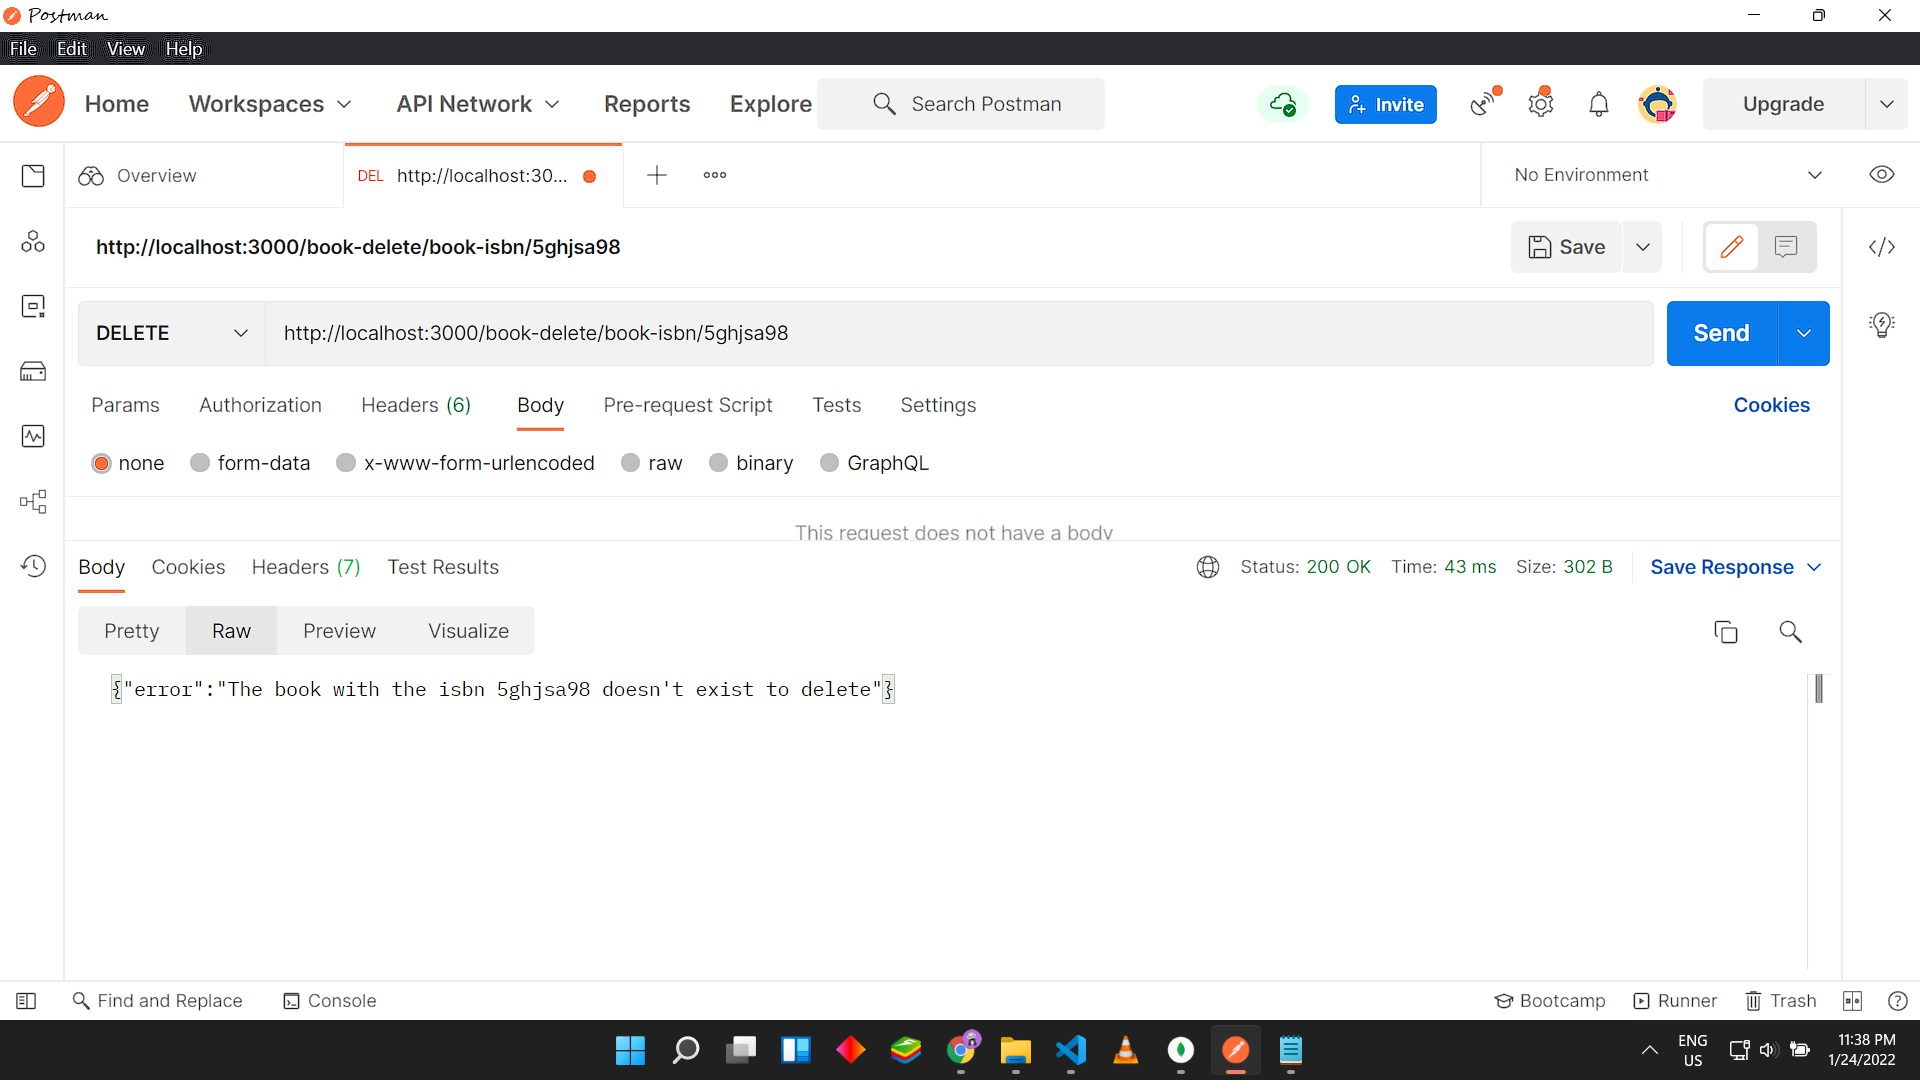 Postman
File Edit View Help
Home Workspaces API Network Reports Explore Search Postman Invite Upgrade
Overview DEL http://localhost:30... No Environment
http://localhost:3000/book-delete/book-isbn/5ghjsa98 Save
DELETE http://localhost:3000/book-delete/book-isbn/5ghjsa98 Send
Params Authorization Headers (6) Body Pre-request Script Tests Settings Cookies
none form-data x-www-form-urlencoded raw binary GraphQL
This request does not have a body
Body Cookies Headers (7) Test Results Status: 200 OK Time: 43 ms Size: 302 B Save Response
Pretty Raw Preview Visualize
{"error":"The book with the isbn 5ghjsa98 doesn't exist to delete"}
Find and Replace Console Bootcamp Runner Trash
ENG 11:38 PM
US 1/24/2022